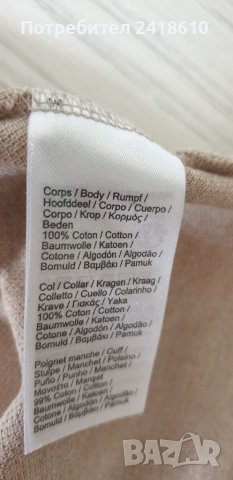 Потребител 2418610
Corps / Body / Rumpf /
Hoofddeel / Corpo / Cuerpo /
Corpo / Krop / Κορμός /
Beden
100% Coton / Cotton /
Baumwolle / Katoen /
Cotone / Algodón / Algodão /
Bomuld / Βαμβάκι / Pamuk
Col / Collar / Kragen / Kraag /
Colletto / Cuello / Colarinho /
Krave / Γιακάς / Yaka
100% Coton / Cotton /
Baumwolle / Katoen /
Cotone / Algodón / Algodão /
Bomuld / Βαμβάκι / Pamuk
Poignet manche / Cuff /
Stulpe / Manchet / Polsino /
Puño / Punho / Manchet /
Μανσέτα / Manşet
99% Coton / Cotton /
Baumwolle / Katoen /
Cotone / Algodón / Algodão /
Bomuld / Βαμβάκι / Pamuk
BAZAR.BG